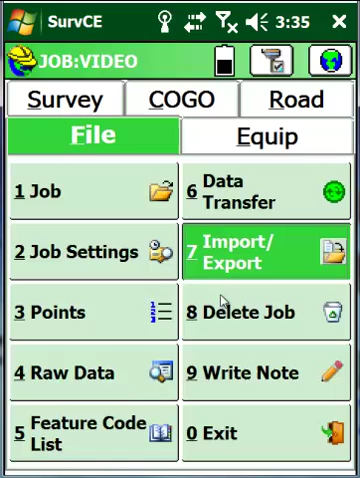 SurvCE 3:35
JOB:VIDEO
Survey COGO Road
File Equip
1 Job
6 Data Transfer
2 Job Settings
7 Import/ Export
3 Points
8 Delete Job
4 Raw Data
9 Write Note
5 Feature Code List
0 Exit